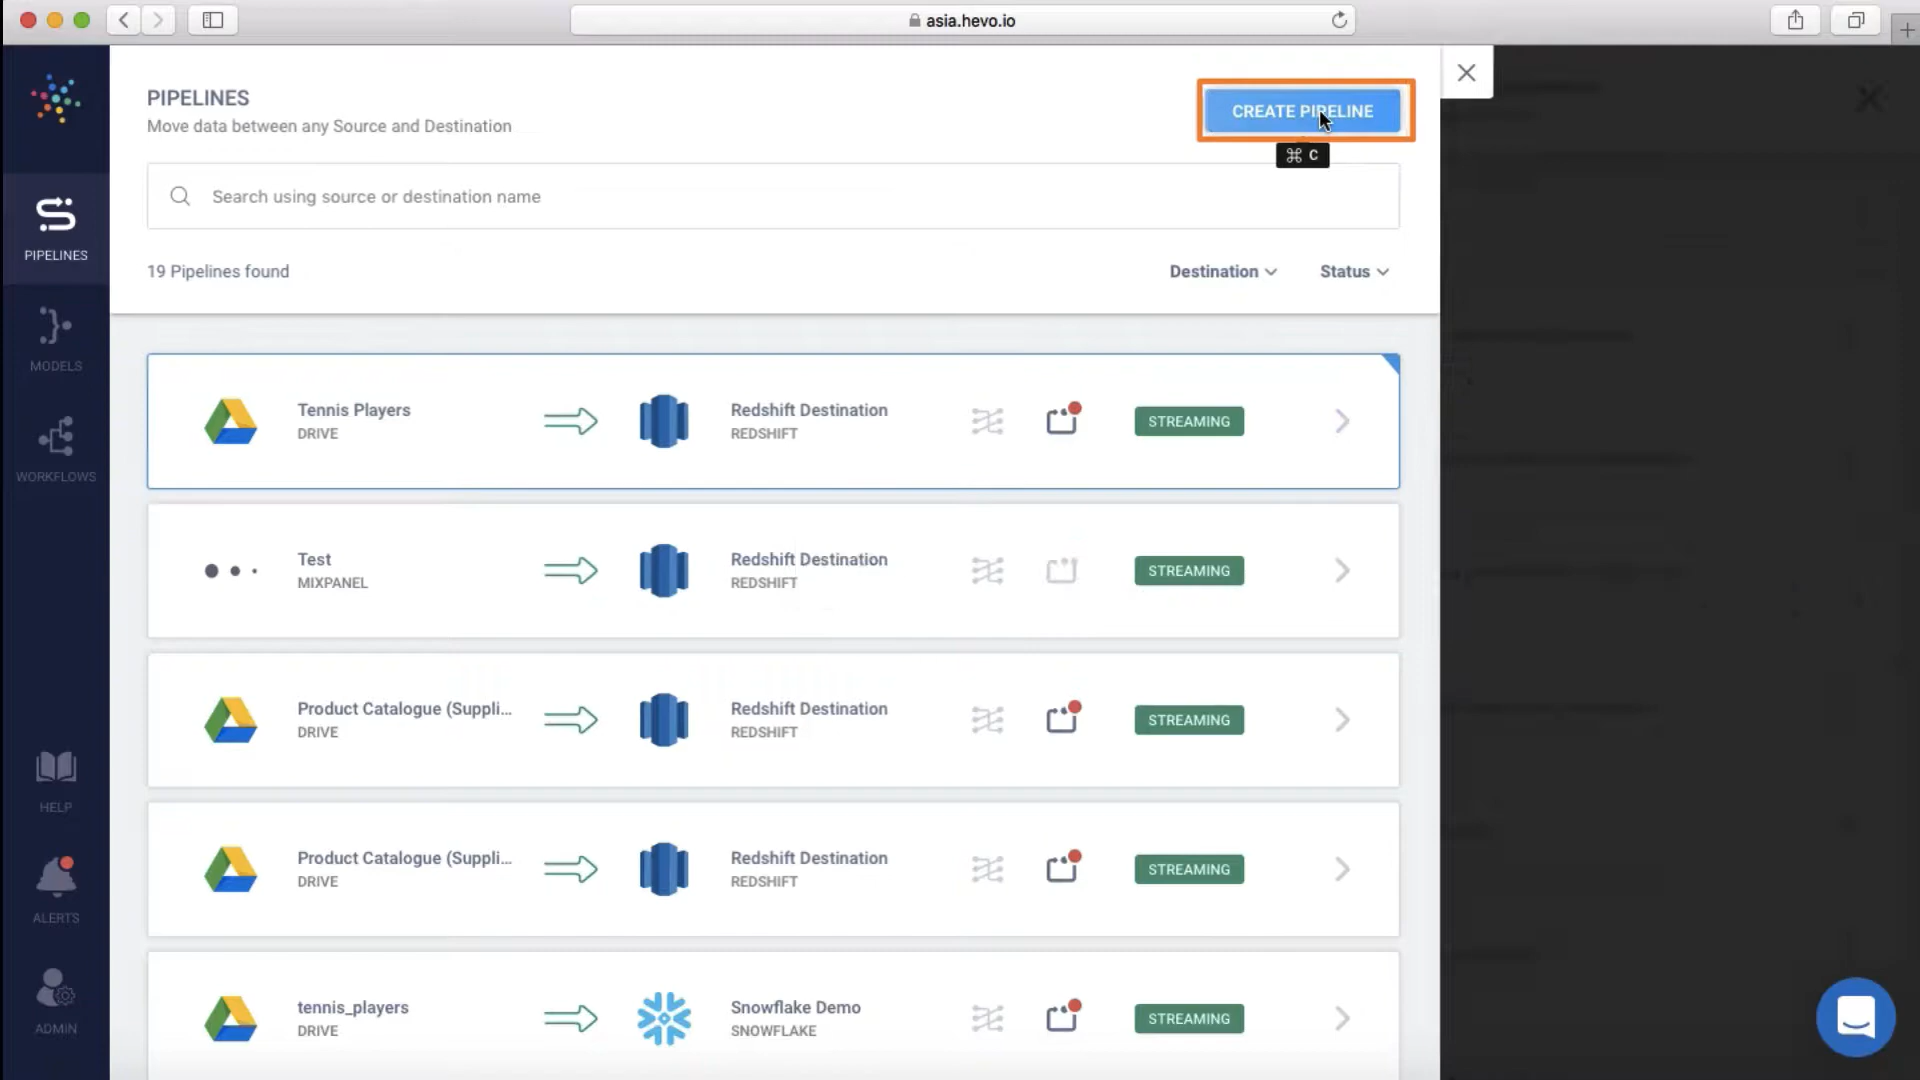 asia.hevo.io
PIPELINES
Move data between any Source and Destination
CREATE PIPELINE
⌘ C
Search using source or destination name
19 Pipelines found
Destination
Status
PIPELINES
MODELS
WORKFLOWS
HELP
ALERTS
ADMIN
Tennis Players
DRIVE
Redshift Destination
REDSHIFT
STREAMING
Test
MIXPANEL
Redshift Destination
REDSHIFT
STREAMING
Product Catalogue (Suppli...
DRIVE
Redshift Destination
REDSHIFT
STREAMING
Product Catalogue (Suppli...
DRIVE
Redshift Destination
REDSHIFT
STREAMING
tennis_players
DRIVE
Snowflake Demo
SNOWFLAKE
STREAMING